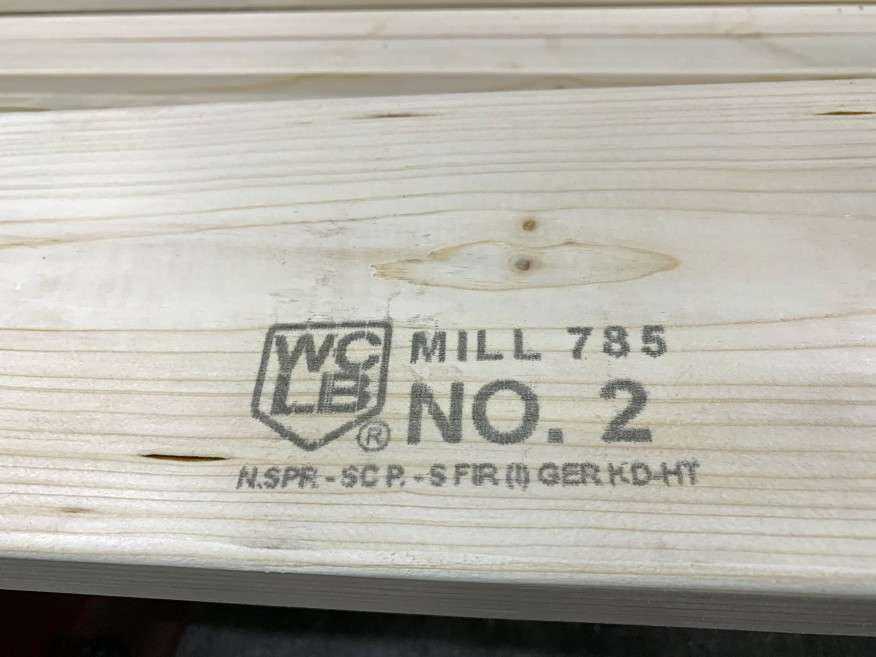 WC
LB
®
MILL 785
NO. 2
N.SPR. - SC P. - S FIR (I) GER. KD-HT